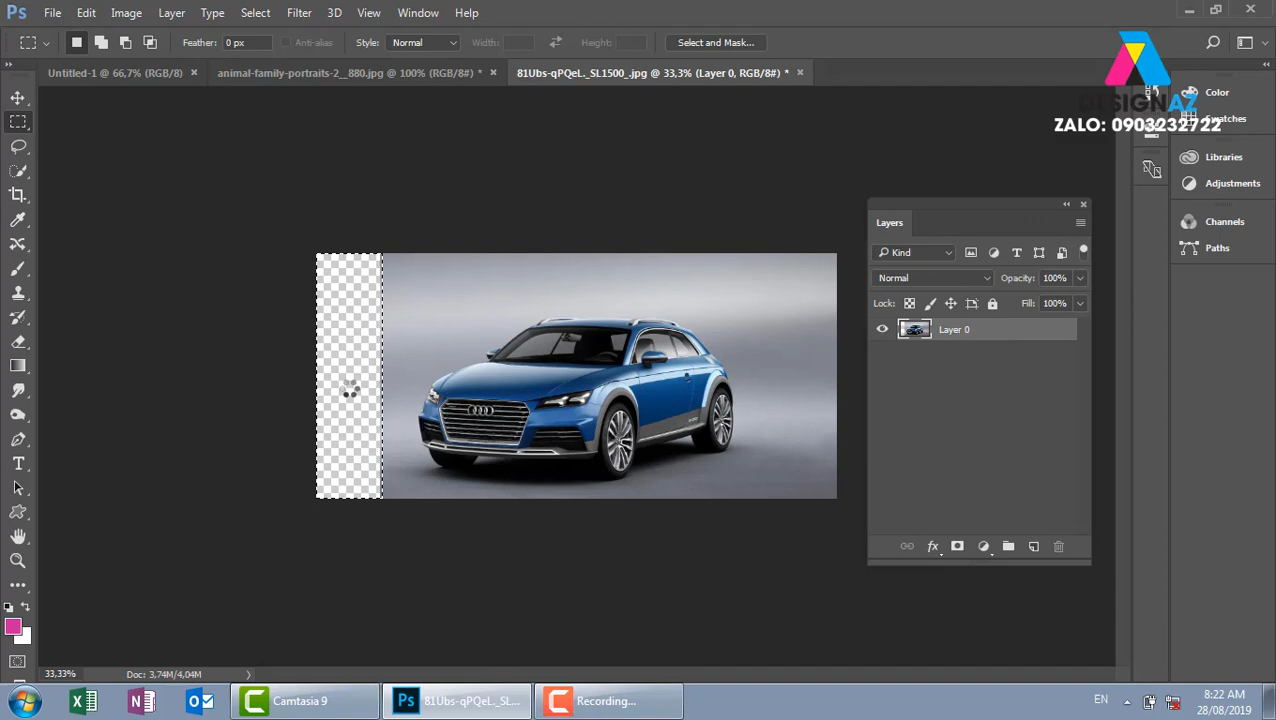 Ps File Edit Image Layer Type Select Filter 3D View Window Help
Feather: 0 px Anti-alias Style: Normal Width: Height: Select and Mask...
Untitled-1 @ 66,7% (RGB/8) animal-family-portraits-2__880.jpg @ 100% (RGB/8#) * 81Ubs-qPQeL._SL1500_.jpg @ 33,3% (Layer 0, RGB/8#) *
Color
DESIGNAZ
Swatches
ZALO: 0903232722
Libraries
Adjustments
Channels
Paths
Layers
Kind
Normal Opacity: 100%
Lock: Fill: 100%
Layer 0
33,33% Doc: 3,74M/4,04M
Camtasia 9 Ps 81Ubs-qPQeL._SL... Recording...
EN
8:22 AM
28/08/2019